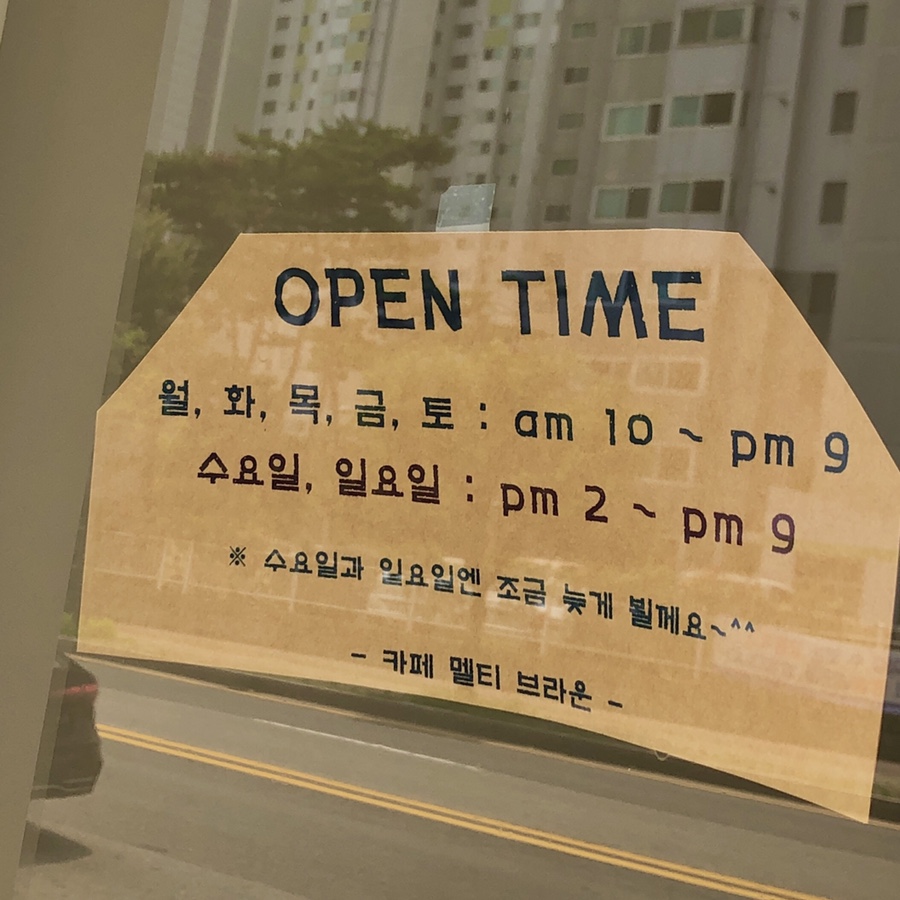 OPEN TIME
월, 화, 목, 금, 토 : am 10 ~ pm 9
수요일, 일요일 : pm 2 ~ pm 9
※ 수요일과 일요일엔 조금 늦게 뵐께요~^^
- 카페 멜티 브라운 -